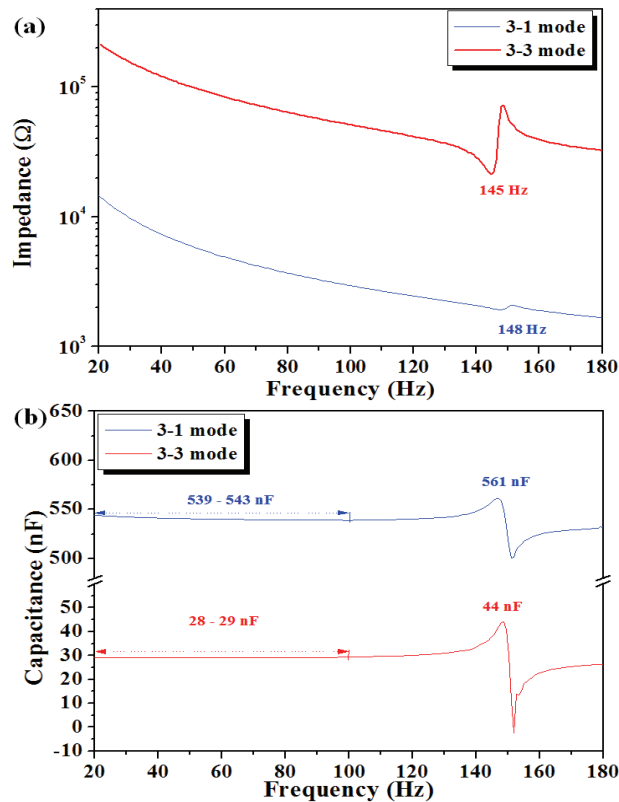 (a)
3-1 mode
3-3 mode
Impedance (Ω)
10^5
10^4
10^3
145 Hz
148 Hz
20 40 60 80 100 120 140 160 180
Frequency (Hz)
(b)
3-1 mode
3-3 mode
Capacitance (nF)
650
600
550
500
50
40
30
20
10
0
-10
539 - 543 nF
561 nF
28 - 29 nF
44 nF
20 40 60 80 100 120 140 160 180
Frequency (Hz)